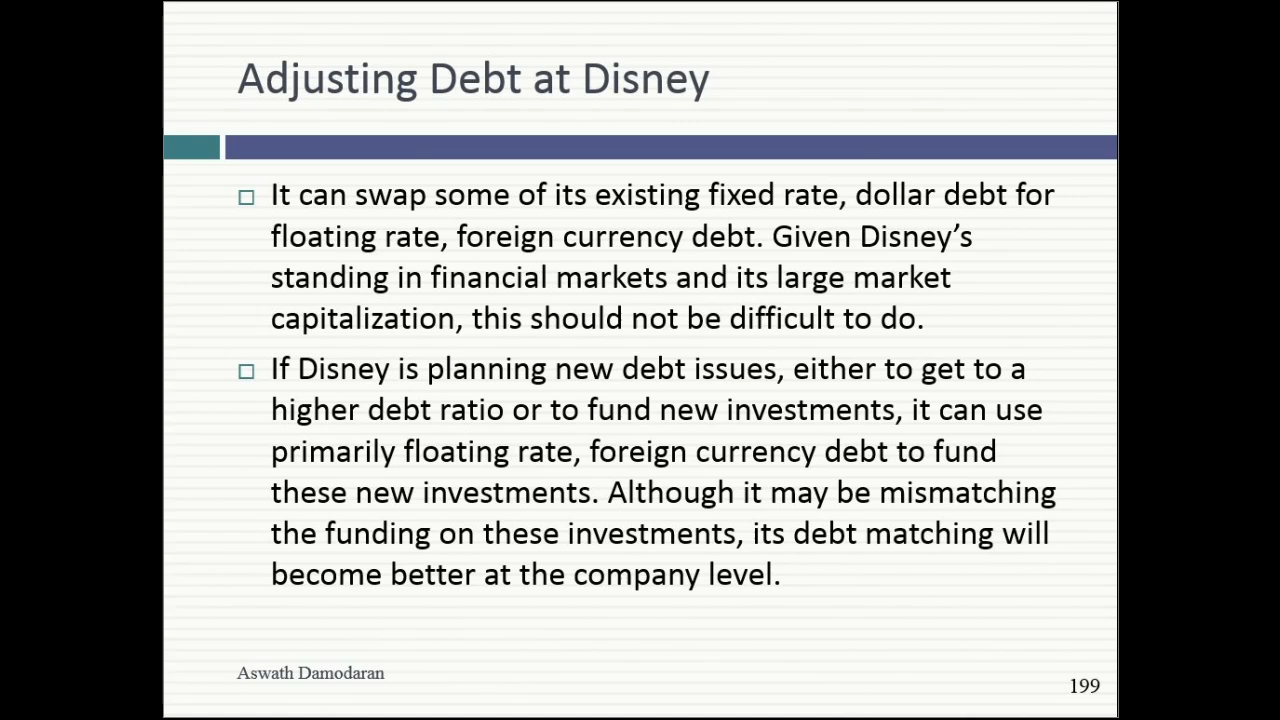 Adjusting Debt at Disney
It can swap some of its existing fixed rate, dollar debt for
floating rate, foreign currency debt. Given Disney’s
standing in financial markets and its large market
capitalization, this should not be difficult to do.
If Disney is planning new debt issues, either to get to a
higher debt ratio or to fund new investments, it can use
primarily floating rate, foreign currency debt to fund
these new investments. Although it may be mismatching
the funding on these investments, its debt matching will
become better at the company level.
Aswath Damodaran
199